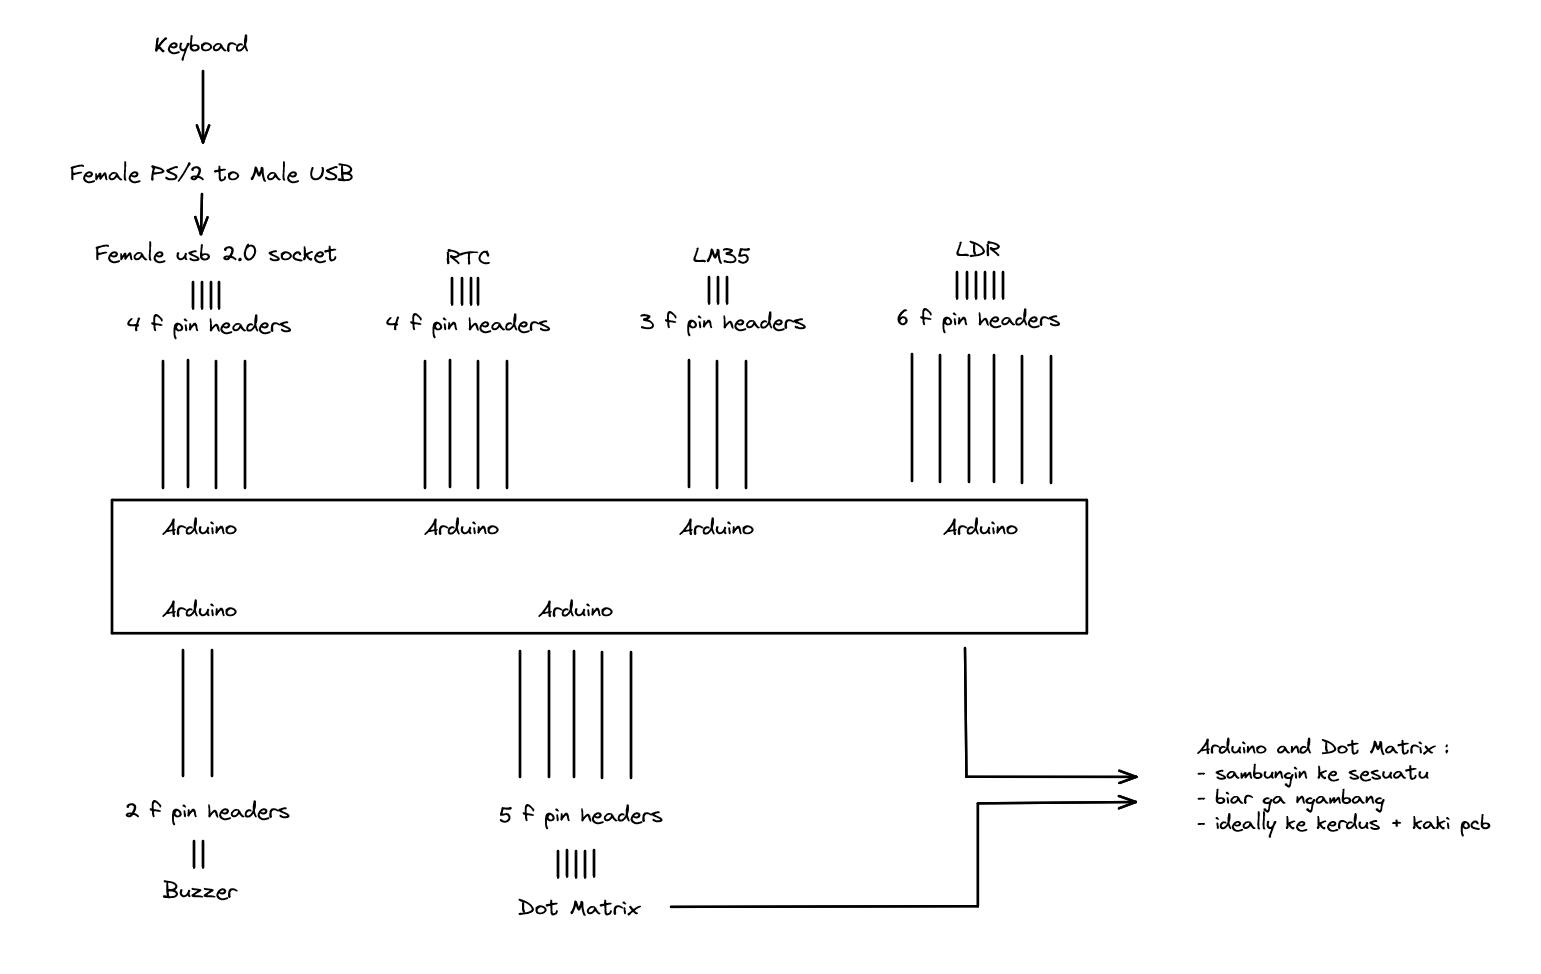 Keyboard
Female PS/2 to Male USB
Female usb 2.0 socket
RTC
LM35
LDR
4 f pin headers
4 f pin headers
3 f pin headers
6 f pin headers
Arduino
Arduino
Arduino
Arduino
Arduino
Arduino
2 f pin headers
5 f pin headers
Buzzer
Dot Matrix
Arduino and Dot Matrix :
- sambungin ke sesuatu
- biar ga ngambang
- ideally ke kerdus + kaki pcb